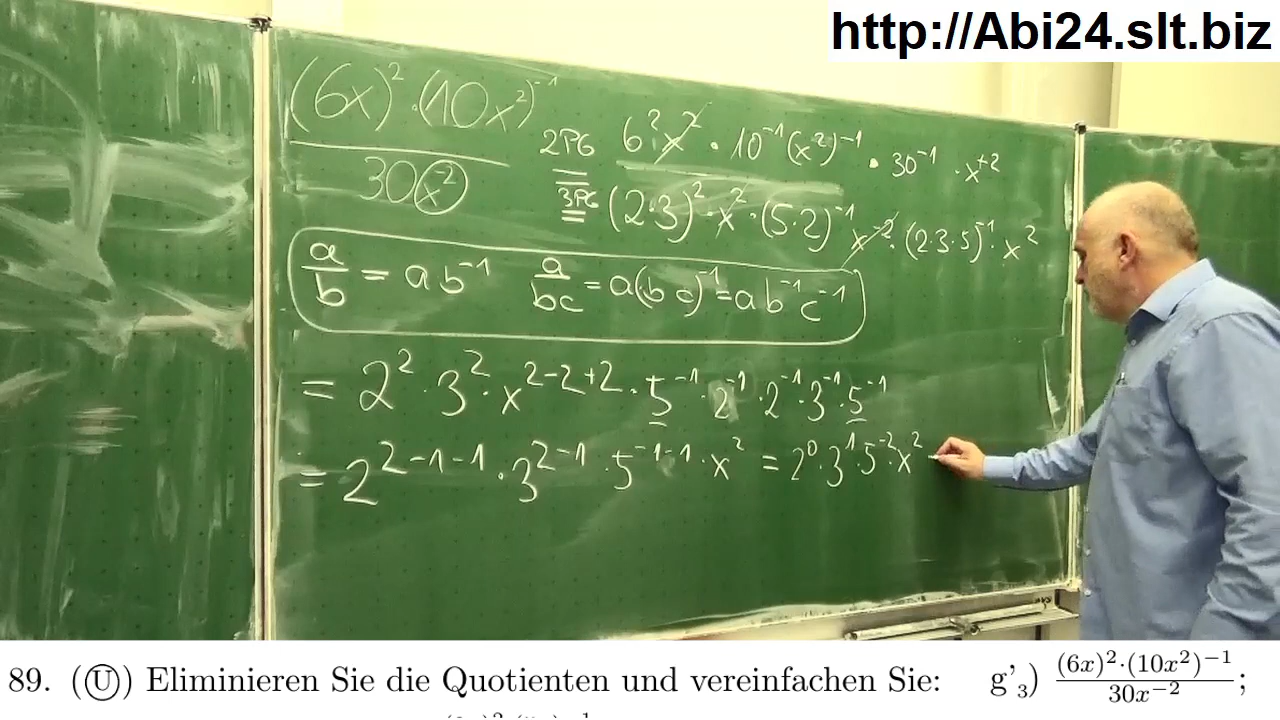 http://Abi24.slt.biz
(6x)² · (10x²)⁻¹
30x⁻²
2PG 6² x² · 10⁻¹ (x²)⁻¹ · 30⁻¹ · x⁺²
3PG (2·3)² · x² · (5·2)⁻¹ x⁻² · (2·3·5)⁻¹ · x²
a/b = ab⁻¹ a/bc = a(bc)⁻¹ = ab⁻¹c⁻¹
= 2² · 3² · x²⁻²⁺² · 5⁻¹ · 2⁻¹ · 2⁻¹ · 3⁻¹ · 5⁻¹
= 2²⁻¹⁻¹ · 3²⁻¹ · 5⁻¹⁻¹ · x² = 2⁰ · 3¹ · 5⁻² · x²
89. (Ⓤ) Eliminieren Sie die Quotienten und vereinfachen Sie: g'₃) (6x)²·(10x²)⁻¹/30x⁻²;